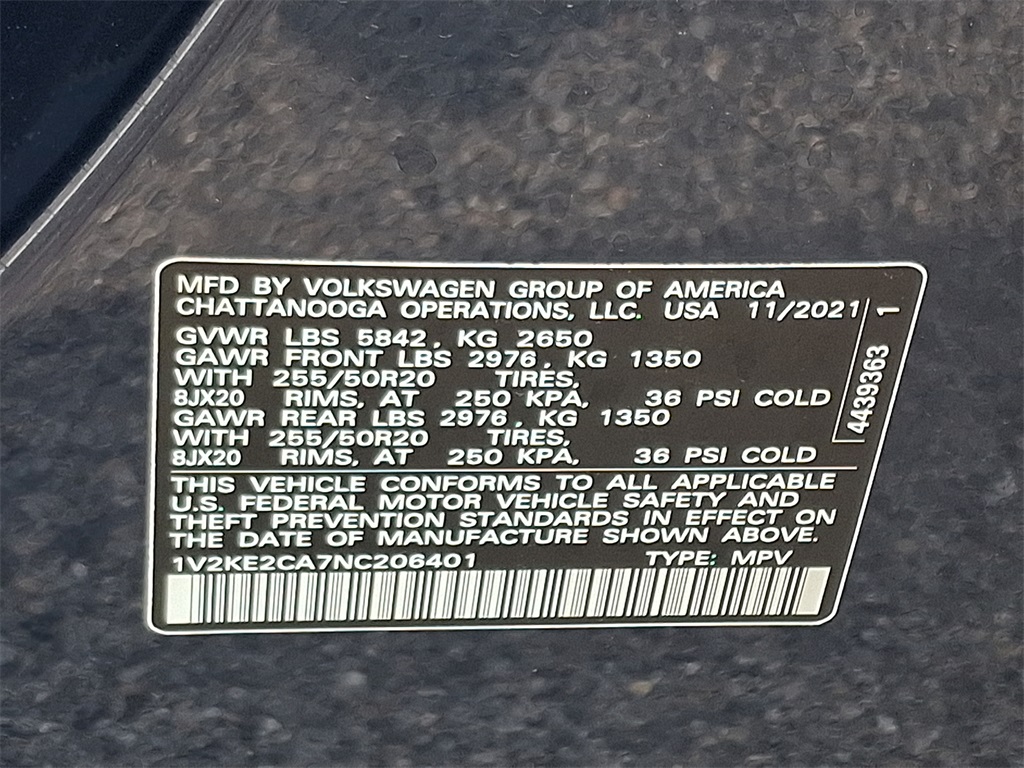 MFD BY VOLKSWAGEN GROUP OF AMERICA
CHATTANOOGA OPERATIONS, LLC. USA 11/2021
GVWR LBS 5842, KG 2650
GAWR FRONT LBS 2976, KG 1350
WITH 255/50R20 TIRES,
8JX20 RIMS, AT 250 KPA, 36 PSI COLD
GAWR REAR LBS 2976, KG 1350
WITH 255/50R20 TIRES,
8JX20 RIMS, AT 250 KPA, 36 PSI COLD
THIS VEHICLE CONFORMS TO ALL APPLICABLE
U.S. FEDERAL MOTOR VEHICLE SAFETY AND
THEFT PREVENTION STANDARDS IN EFFECT ON
THE DATE OF MANUFACTURE SHOWN ABOVE.
1V2KE2CA7NC206401 TYPE: MPV
4439363 1